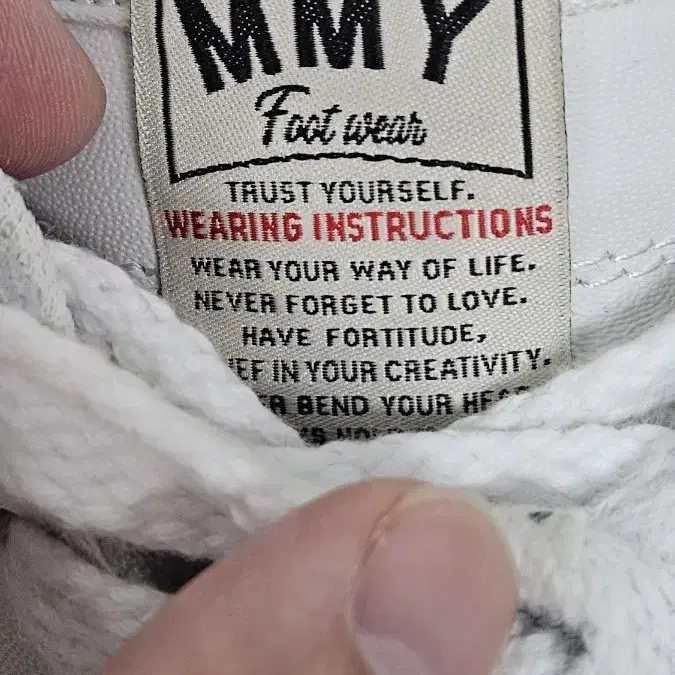 MMY
Foot wear
TRUST YOURSELF.
WEARING INSTRUCTIONS
WEAR YOUR WAY OF LIFE.
NEVER FORGET TO LOVE.
HAVE FORTITUDE,
IN YOUR CREATIVITY.
BEND YOUR